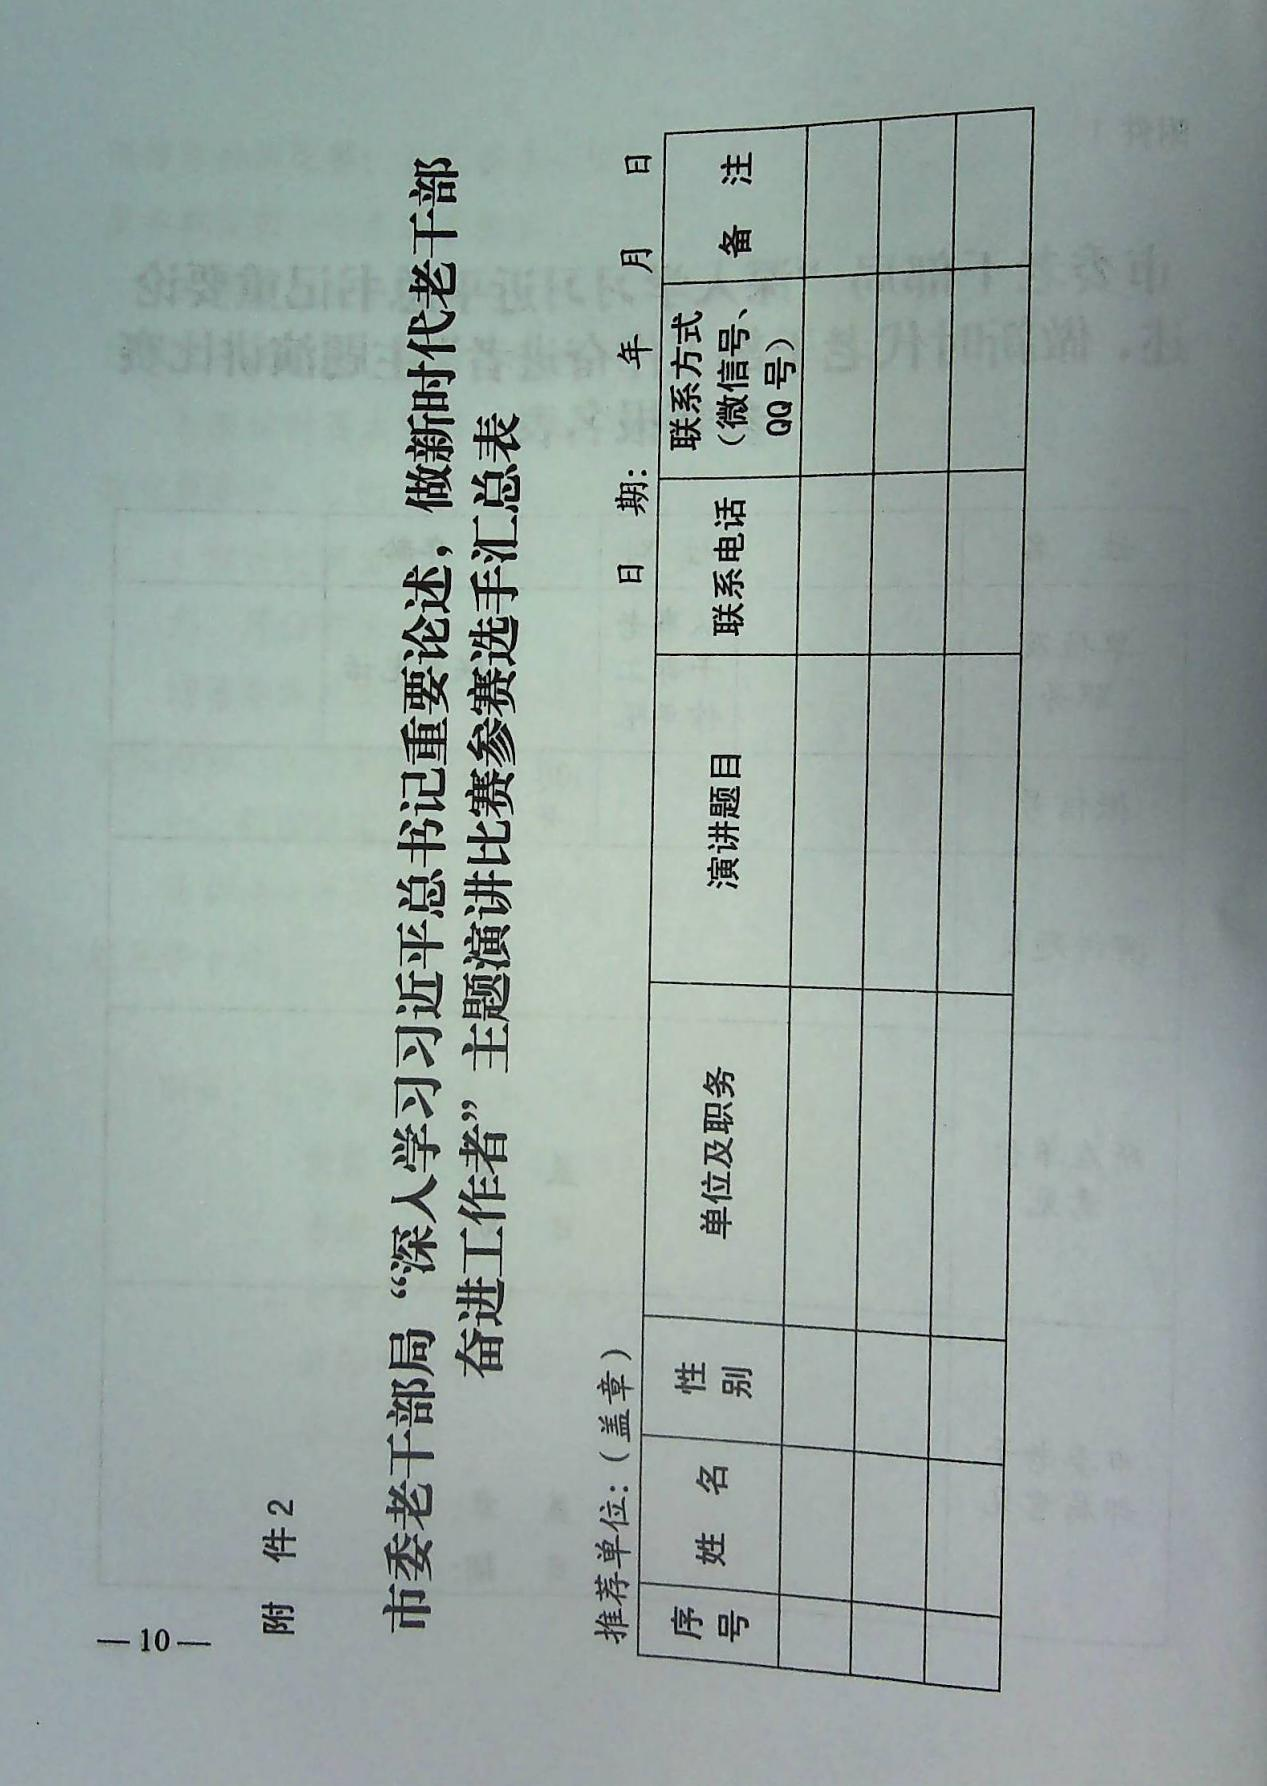 附 件2
市委老干部局“深入学习习近平总书记重要论述，做新时代老干部
奋进工作者”主题演讲比赛参赛选手汇总表
推荐单位：（盖章） 日 期： 年 月 日
序号 姓 名 性别 单位及职务 演讲题目 联系电话 联系方式（微信号、QQ号） 备 注
—10—